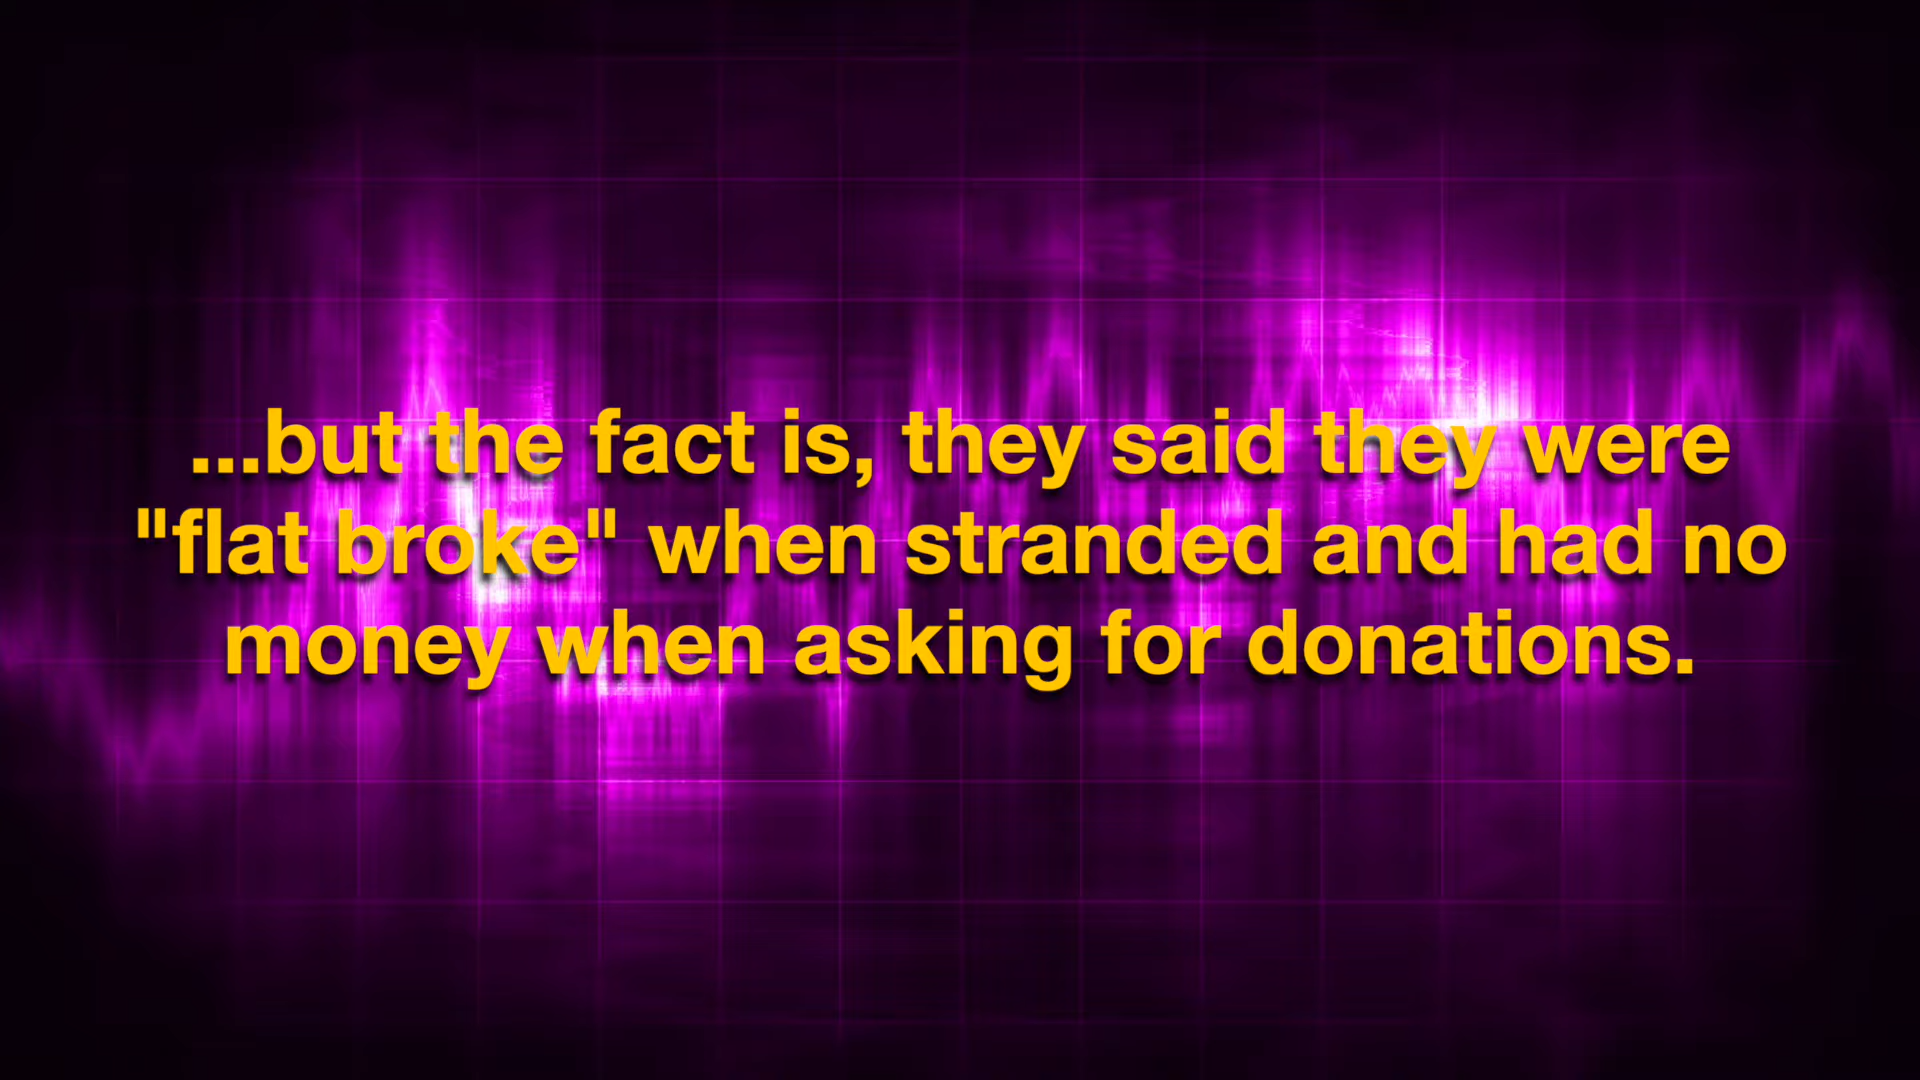 ...but the fact is, they said they were
"flat broke" when stranded and had no
money when asking for donations.